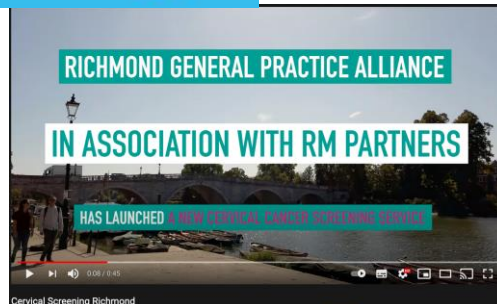 RICHMOND GENERAL PRACTICE ALLIANCE
IN ASSOCIATION WITH RM PARTNERS
HAS LAUNCHED A NEW CERVICAL CANCER SCREENING SERVICE
0:08 / 0:45
Cervical Screening Richmond